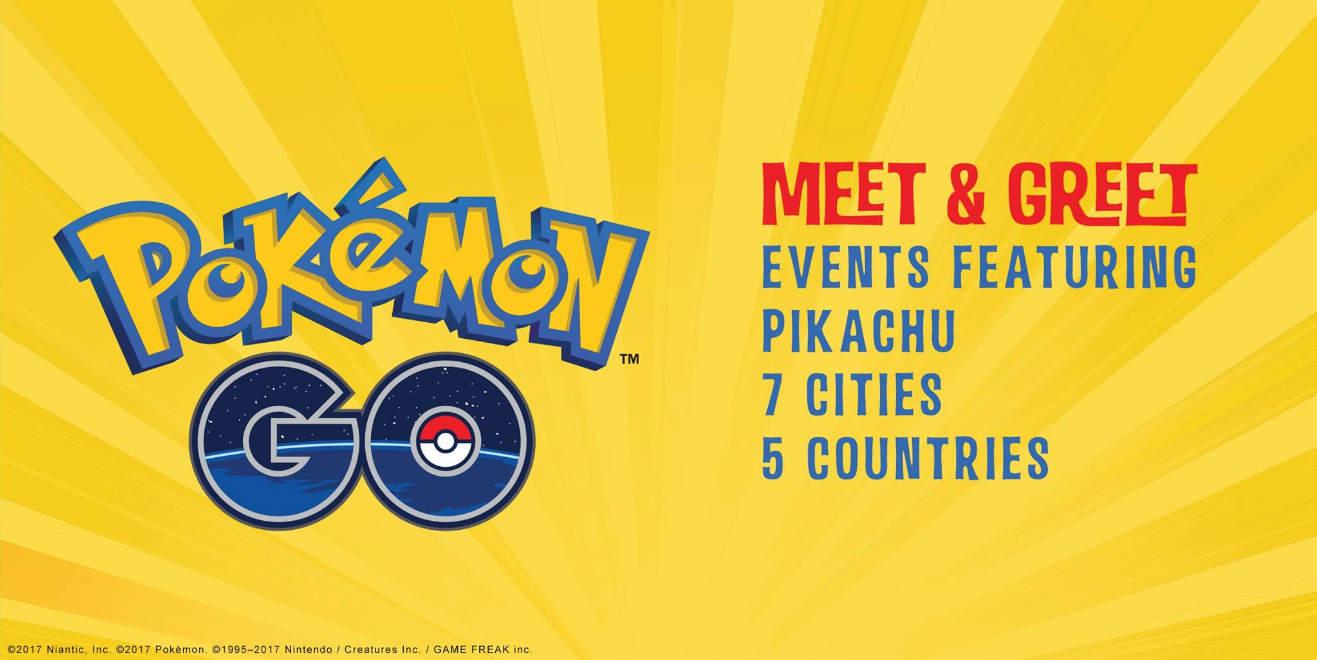 Pokémon
GO
TM
MEET & GREET
EVENTS FEATURING
PIKACHU
7 CITIES
5 COUNTRIES
©2017 Niantic, Inc. ©2017 Pokémon. ©1995–2017 Nintendo / Creatures Inc. / GAME FREAK inc.